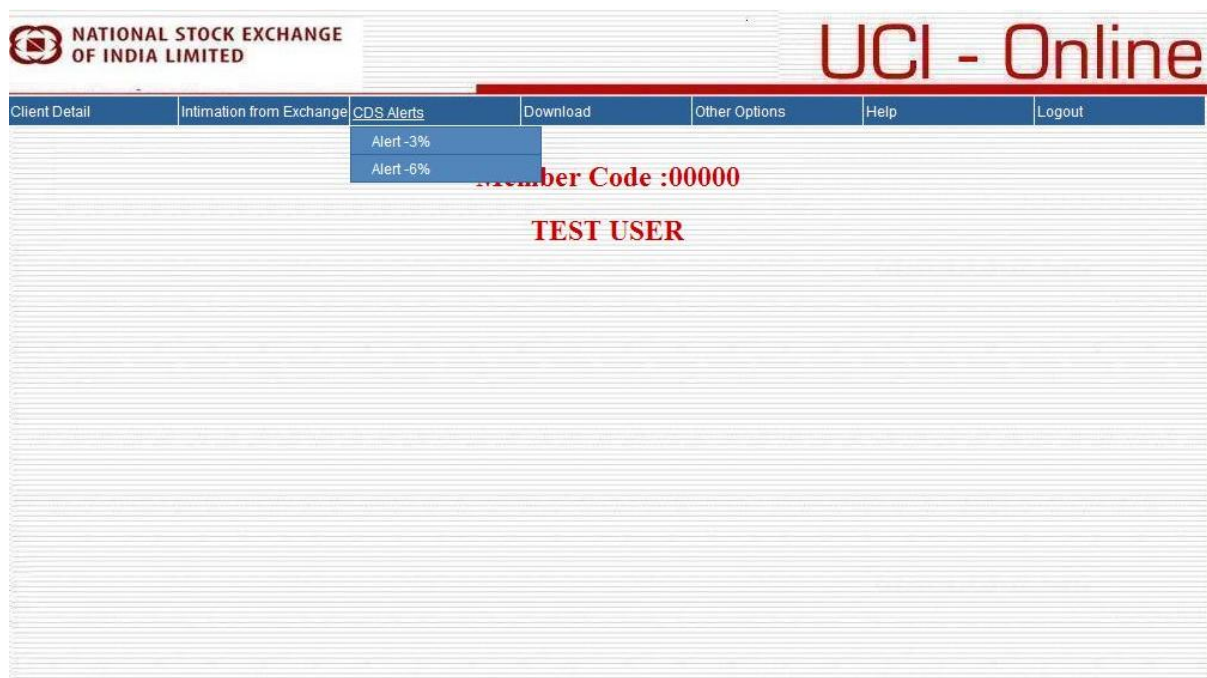 NATIONAL STOCK EXCHANGE
OF INDIA LIMITED
UCI - Online
Client Detail
Intimation from Exchange
CDS Alerts
Download
Other Options
Help
Logout
Alert -3%
Alert -6%
Member Code :00000
TEST USER